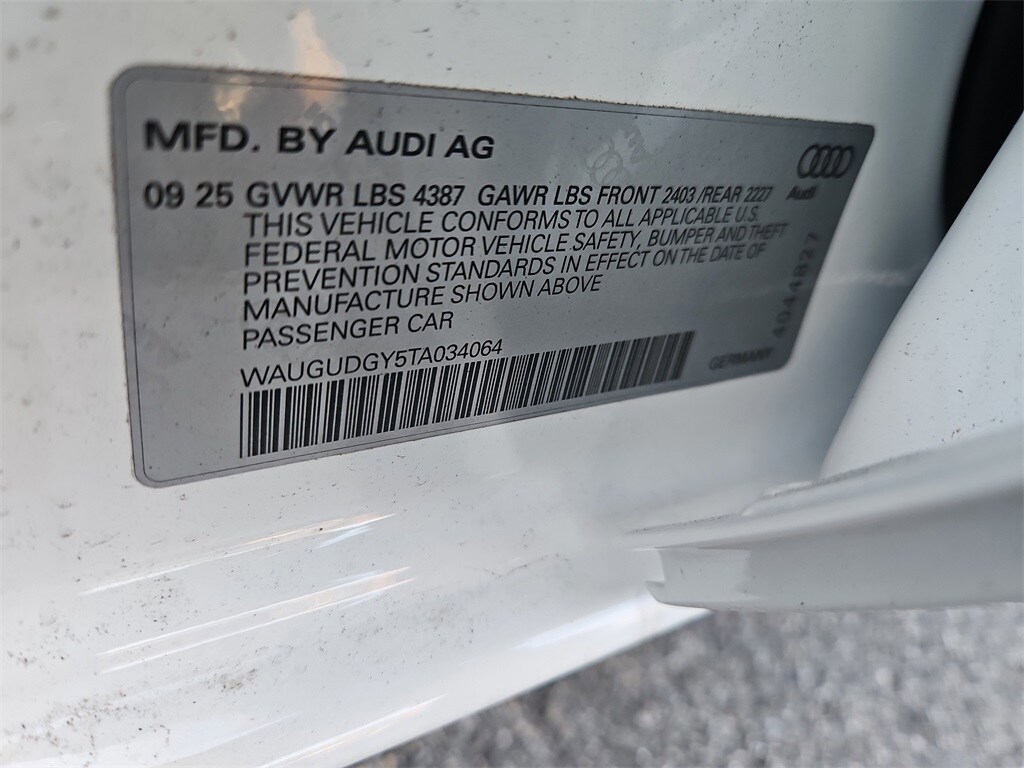 MFD. BY AUDI AG
09 25 GVWR LBS 4387 GAWR LBS FRONT 2403 /REAR 2227
Audi
THIS VEHICLE CONFORMS TO ALL APPLICABLE U.S.
FEDERAL MOTOR VEHICLE SAFETY, BUMPER AND THEFT
PREVENTION STANDARDS IN EFFECT ON THE DATE OF
MANUFACTURE SHOWN ABOVE
PASSENGER CAR
WAUGUDGY5TA034064
GERMANY
4044827